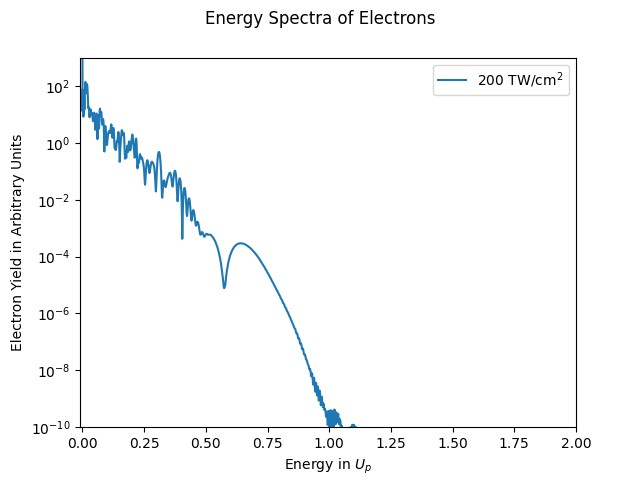 Energy Spectra of Electrons
200 TW/cm²
Electron Yield in Arbitrary Units
10²
10⁰
10⁻²
10⁻⁴
10⁻⁶
10⁻⁸
10⁻¹⁰
0.00 0.25 0.50 0.75 1.00 1.25 1.50 1.75 2.00
Energy in Uₚ